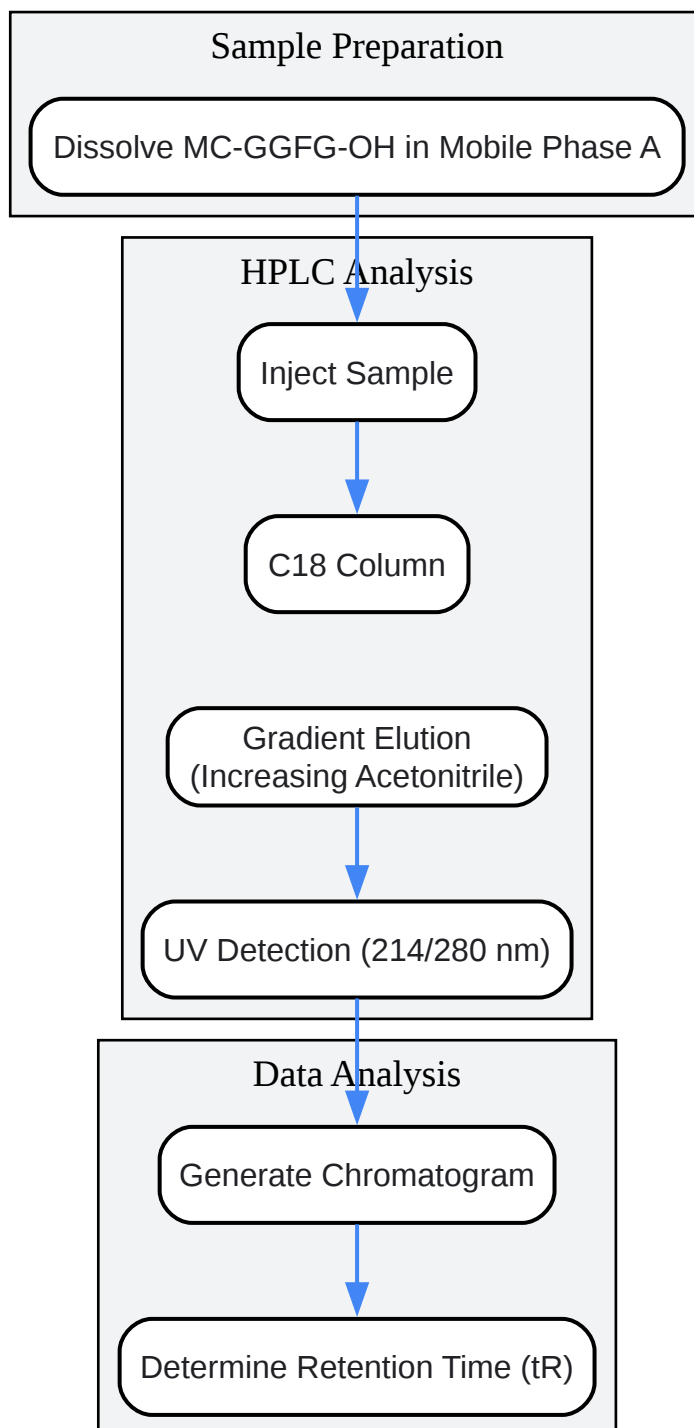 Sample Preparation
Dissolve MC-GGFG-OH in Mobile Phase A
HPLC Analysis
Inject Sample
C18 Column
Gradient Elution
(Increasing Acetonitrile)
UV Detection (214/280 nm)
Data Analysis
Generate Chromatogram
Determine Retention Time (tR)